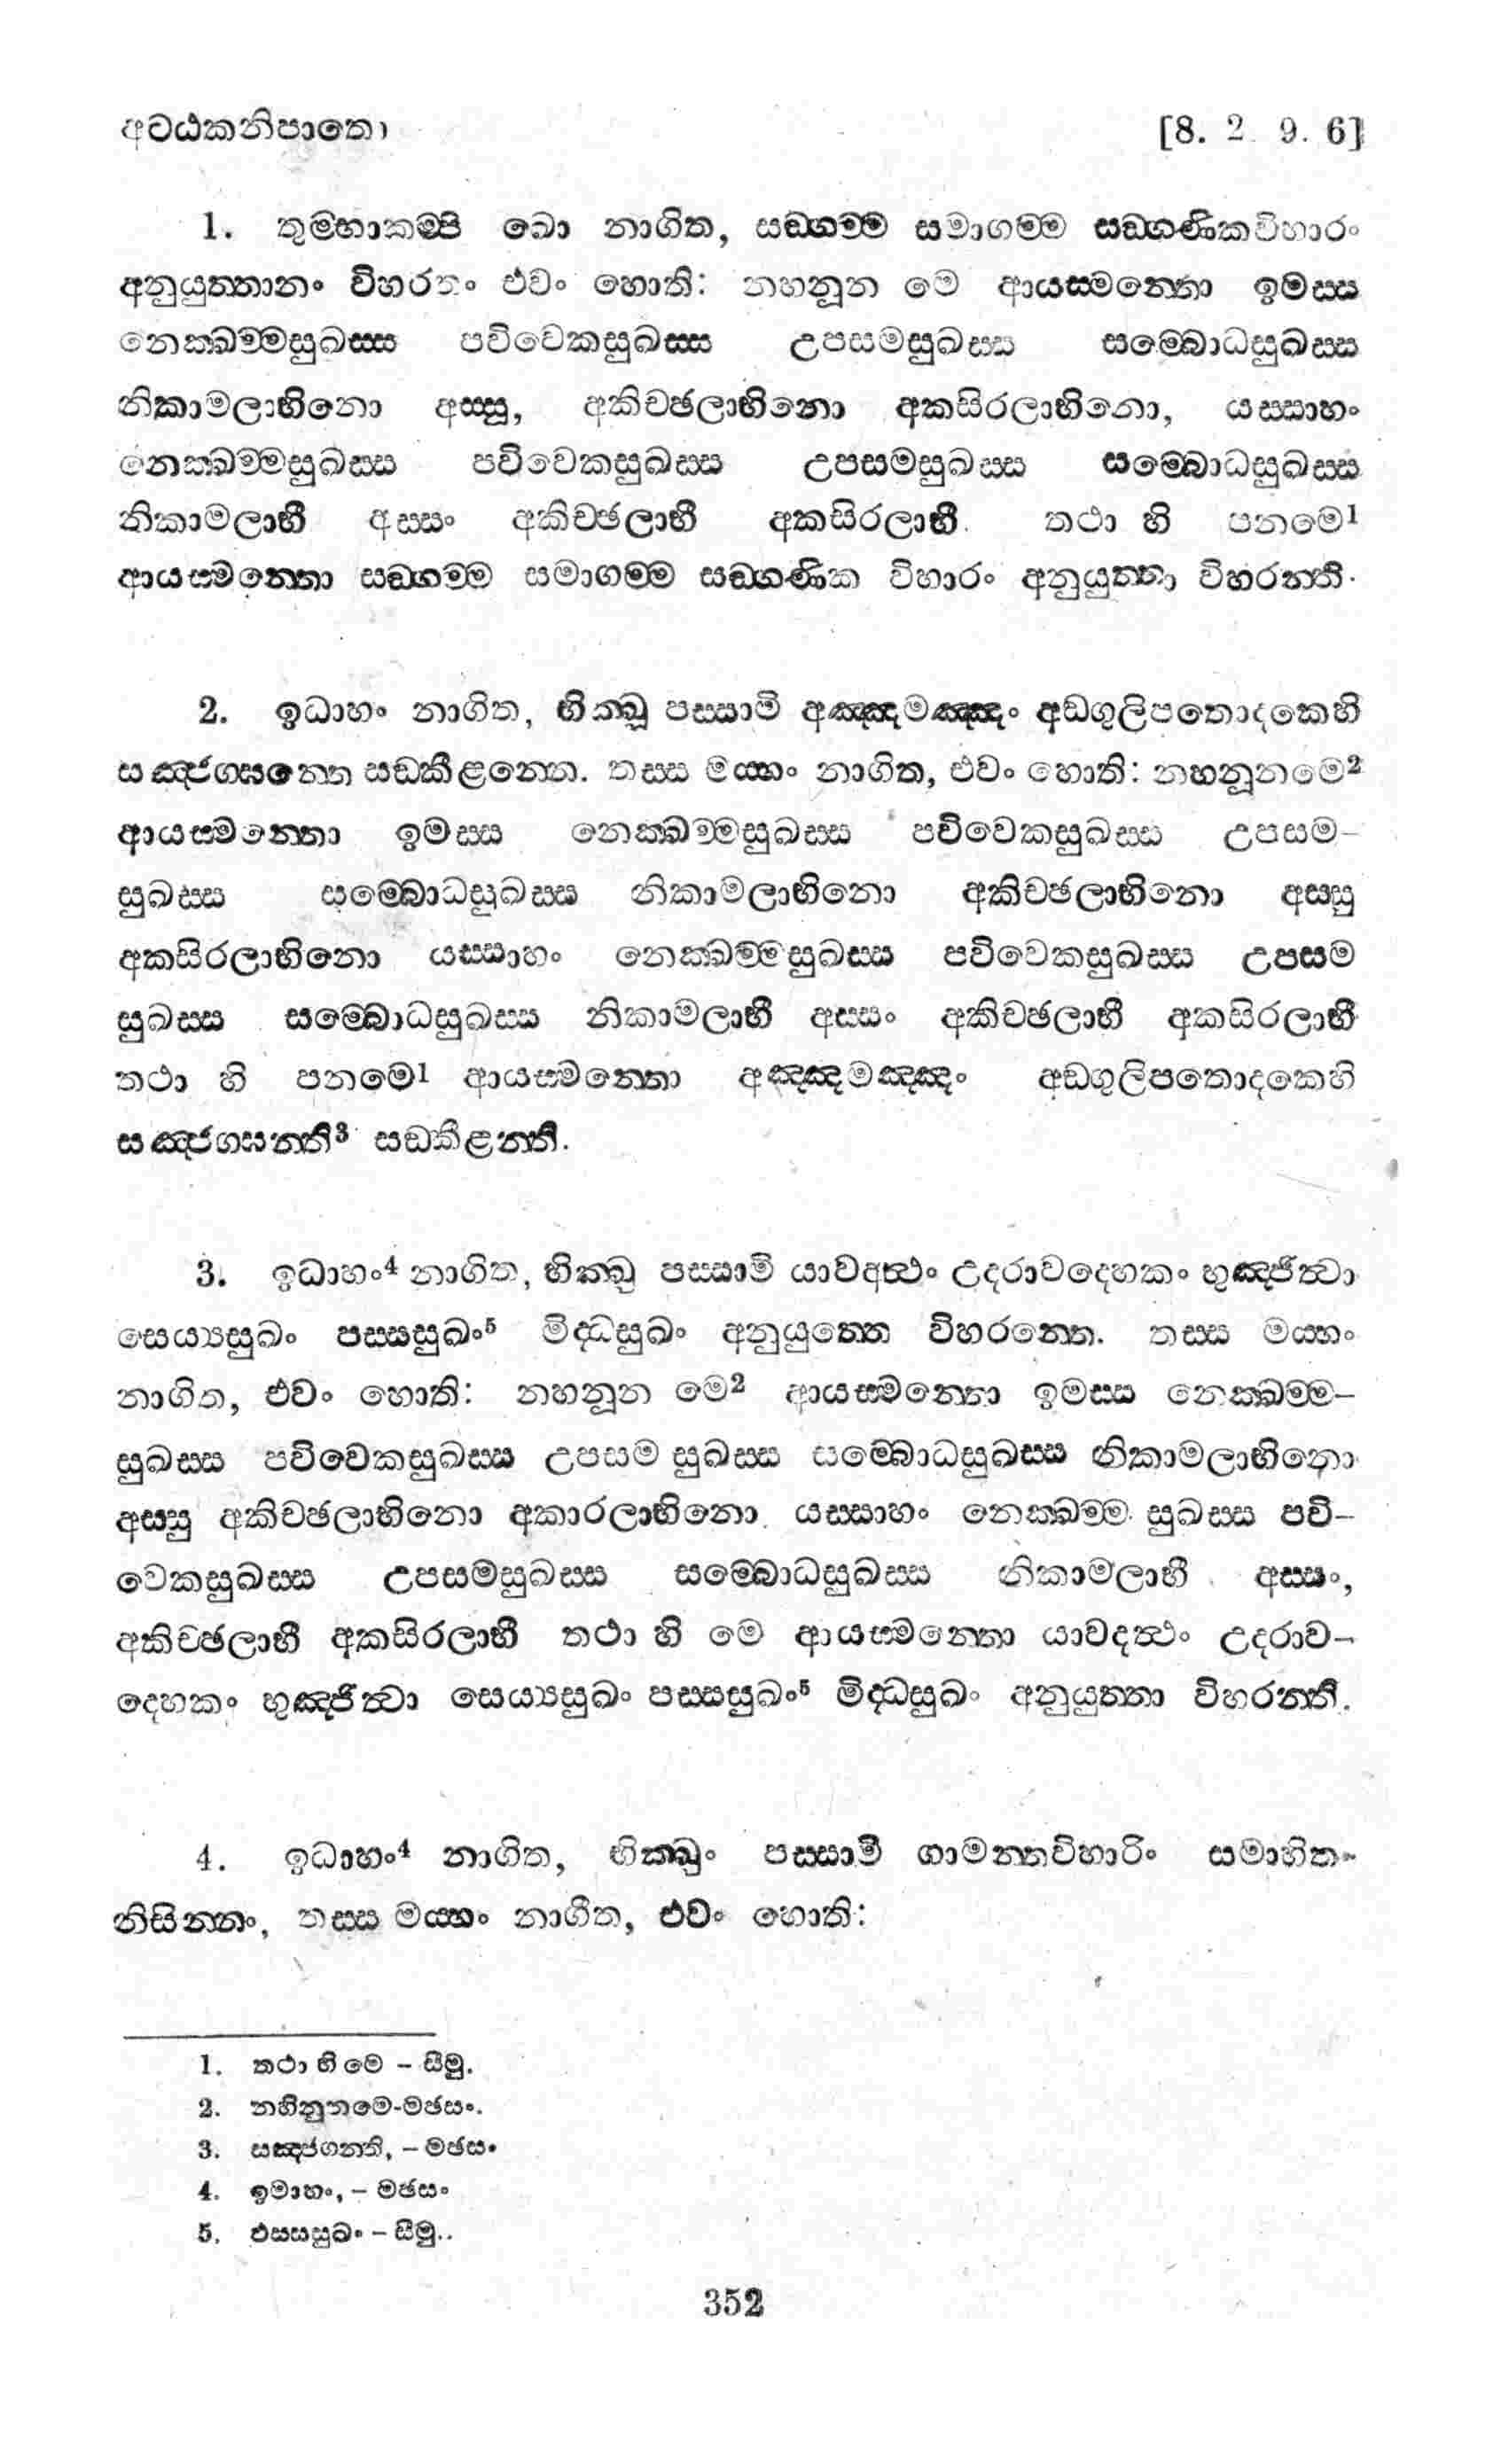 අට්ඨකනිපාතො
[8. 2. 9. 6]
1. තුම්හාකම්පි ඛො නාගිත, සඞ්ගම්ම සමාගම්ම සඞ්ගණිකවිහාරං
අනුයුත්තානං විහරතං එවං හොති: නහනූන මෙ ආයස්මන්තො ඉමස්ස
නෙක්ඛම්මසුඛස්ස පවිවෙකසුඛස්ස උපසමසුඛස්ස සම්බොධසුඛස්ස
නිකාමලාභිනො අස්සු, අකිච්ඡලාභිනො අකසිරලාභිනො, යස්සාහං
නෙක්ඛම්මසුඛස්ස පවිවෙකසුඛස්ස උපසමසුඛස්ස සම්බොධසුඛස්ස
නිකාමලාභී අස්සං අකිච්ඡලාභී අකසිරලාභී. තථා හි පනමෙ1
ආයස්මන්තො සඞ්ගම්ම සමාගම්ම සඞ්ගණික විහාරං අනුයුත්තා විහරන්ති.
2. ඉධාහං නාගිත, භික්ඛූ පස්සාමි අඤ්ඤමඤ්ඤං අඞ්ගුලිපතොදකෙහි
සඤ්ජග්ඝන්තෙ සඞ්කීළන්තෙ. තස්ස මය්හං නාගිත, එවං හොති: නහනූනමෙ2
ආයස්මන්තො ඉමස්ස නෙක්ඛම්මසුඛස්ස පවිවෙකසුඛස්ස උපසම-
සුඛස්ස සම්බොධසුඛස්ස නිකාමලාභිනො අකිච්ඡලාභිනො අස්සු
අකසිරලාභිනො යස්සාහං නෙක්ඛම්මසුඛස්ස පවිවෙකසුඛස්ස උපසම
සුඛස්ස සම්බොධසුඛස්ස නිකාමලාභී අස්සං අකිච්ඡලාභී අකසිරලාභී
තථා හි පනමෙ1 ආයස්මන්තො අඤ්ඤමඤ්ඤං අඞ්ගුලිපතොදකෙහි
සඤ්ජග්ඝන්ති3 සඞ්කීළන්ති.
3. ඉධාහං4 නාගිත, භික්ඛු පස්සාමි යාවඅත්ථං උදරාවදෙහකං භුඤ්ජිත්වා
සෙය්‍යසුඛං පස්සසුඛං5 මිද්ධසුඛං අනුයුත්තෙ විහරන්තෙ. තස්ස මය්හං
නාගිත, එවං හොති: නහනූන මෙ2 ආයස්මන්තො ඉමස්ස නෙක්ඛම්ම-
සුඛස්ස පවිවෙකසුඛස්ස උපසම සුඛස්ස සම්බොධසුඛස්ස නිකාමලාභිනො
අස්සු අකිච්ඡලාභිනො අකාරලාභිනො. යස්සාහං නෙක්ඛම්ම සුඛස්ස පවි-
වෙකසුඛස්ස උපසමසුඛස්ස සම්බොධසුඛස්ස නිකාමලාභී අස්සං,
අකිච්ඡලාභී අකසිරලාභී තථා හි මෙ ආයස්මන්තො යාවදත්ථං උදරාව-
දෙහකං භුඤ්ජිත්වා සෙය්‍යසුඛං පස්සසුඛං5 මිද්ධසුඛං අනුයුත්තා විහරන්ති.
4. ඉධාහං4 නාගිත, භික්ඛුං පස්සාමි ගාමන්තවිහාරිං සමාහිතං
නිසින්නං, තස්ස මය්හං නාගිත, එවං හොති:
1. තථා හි මෙ - සීමු.
2. නහිනුනමෙ-මඡසං.
3. සඤ්ජගන්ති, - මඡසං
4. ඉමාහං, - මඡසං
5. ඵස්සසුඛං - සීමු..
352